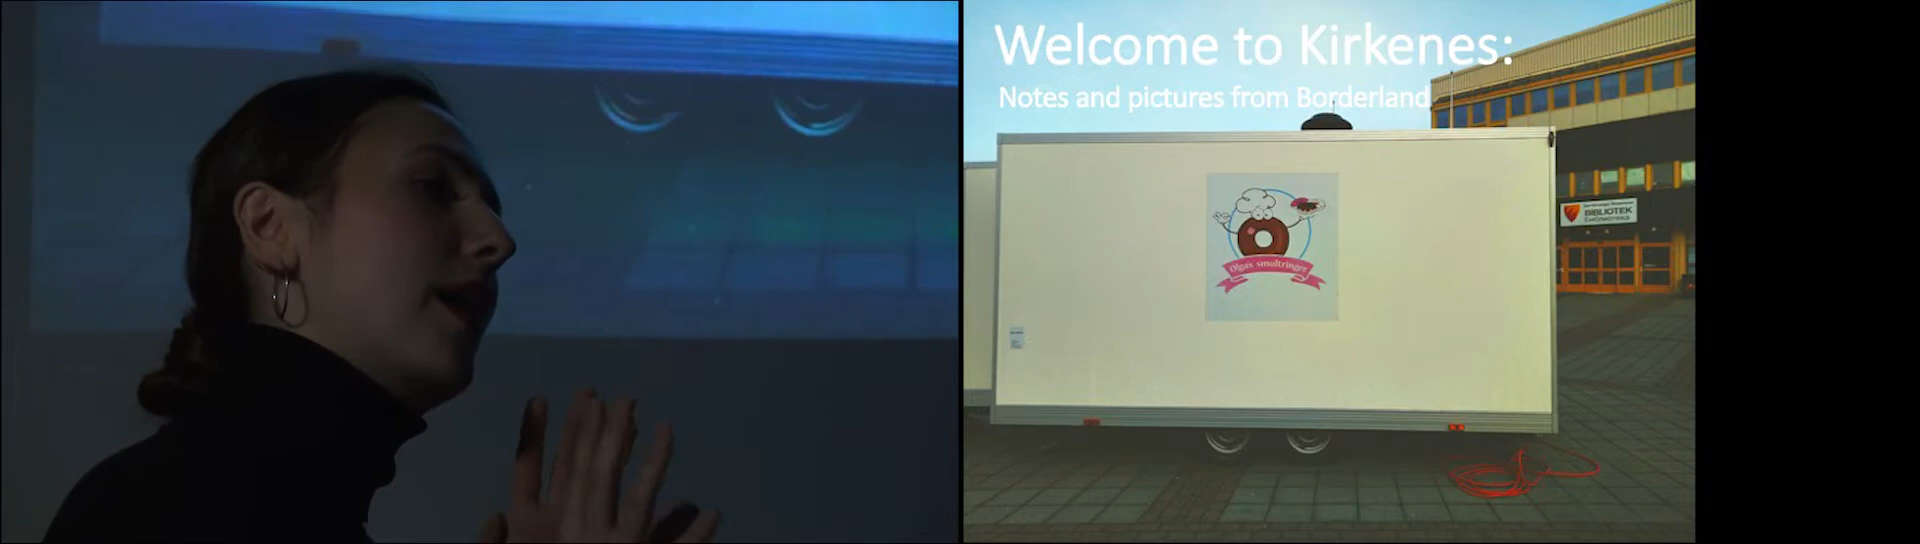 Welcome to Kirkenes:
Notes and pictures from Borderland
Olgas smultringer
BIBLIOTEK